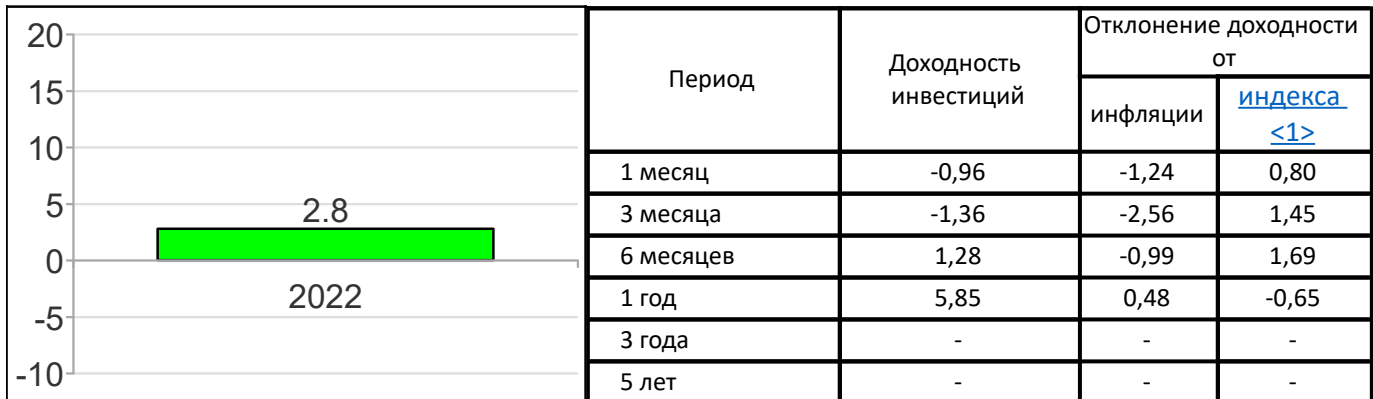 20
15
10
5
0
-5
-10
2.8
2022
Период
Доходность
инвестиций
Отклонение доходности
от
инфляции
индекса
<1>
1 месяц -0,96 -1,24 0,80
3 месяца -1,36 -2,56 1,45
6 месяцев 1,28 -0,99 1,69
1 год 5,85 0,48 -0,65
3 года - - -
5 лет - - -